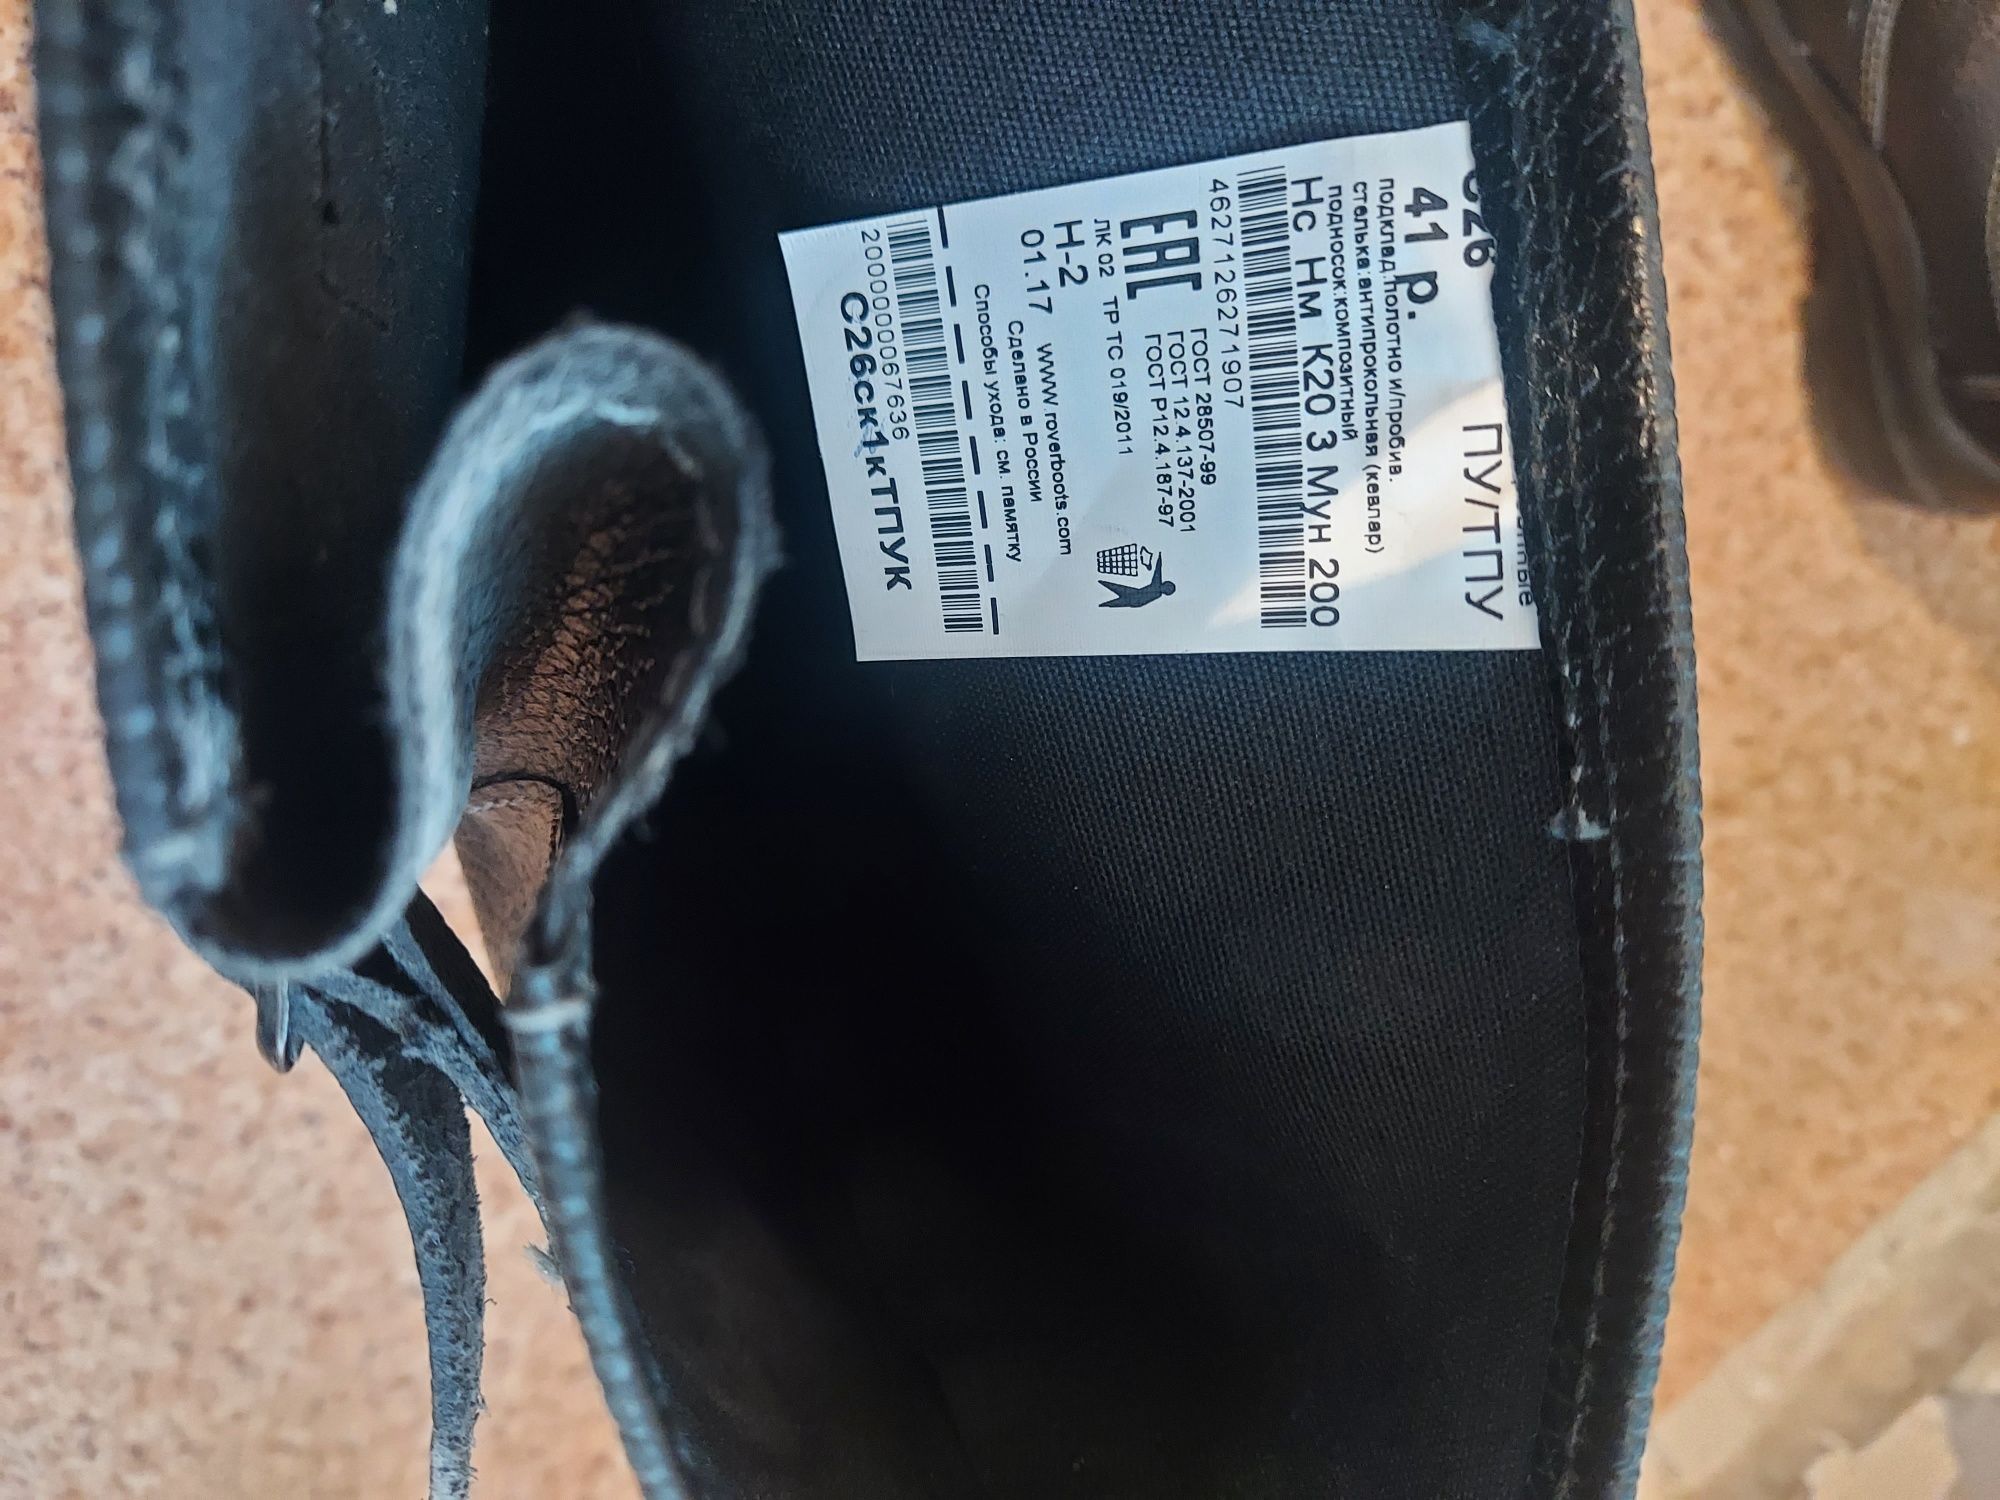 ПУ/ТПУ
41 р.
подклад.полотно и/пробив.
стелька:антипрокольная (кевлар)
подносок:композитный
Нс Нм К20 З Мун 200
4627126271907
ЕАС
ГОСТ 28507-99
ГОСТ 12.4.137-2001
ГОСТ Р12.4.187-97
ЛК 02 ТР ТС 019/2011
Н-2
01.17 www.roverboots.com
Сделано в России
Способы ухода: см. памятку
2000000067636
С26ск1кТПУК